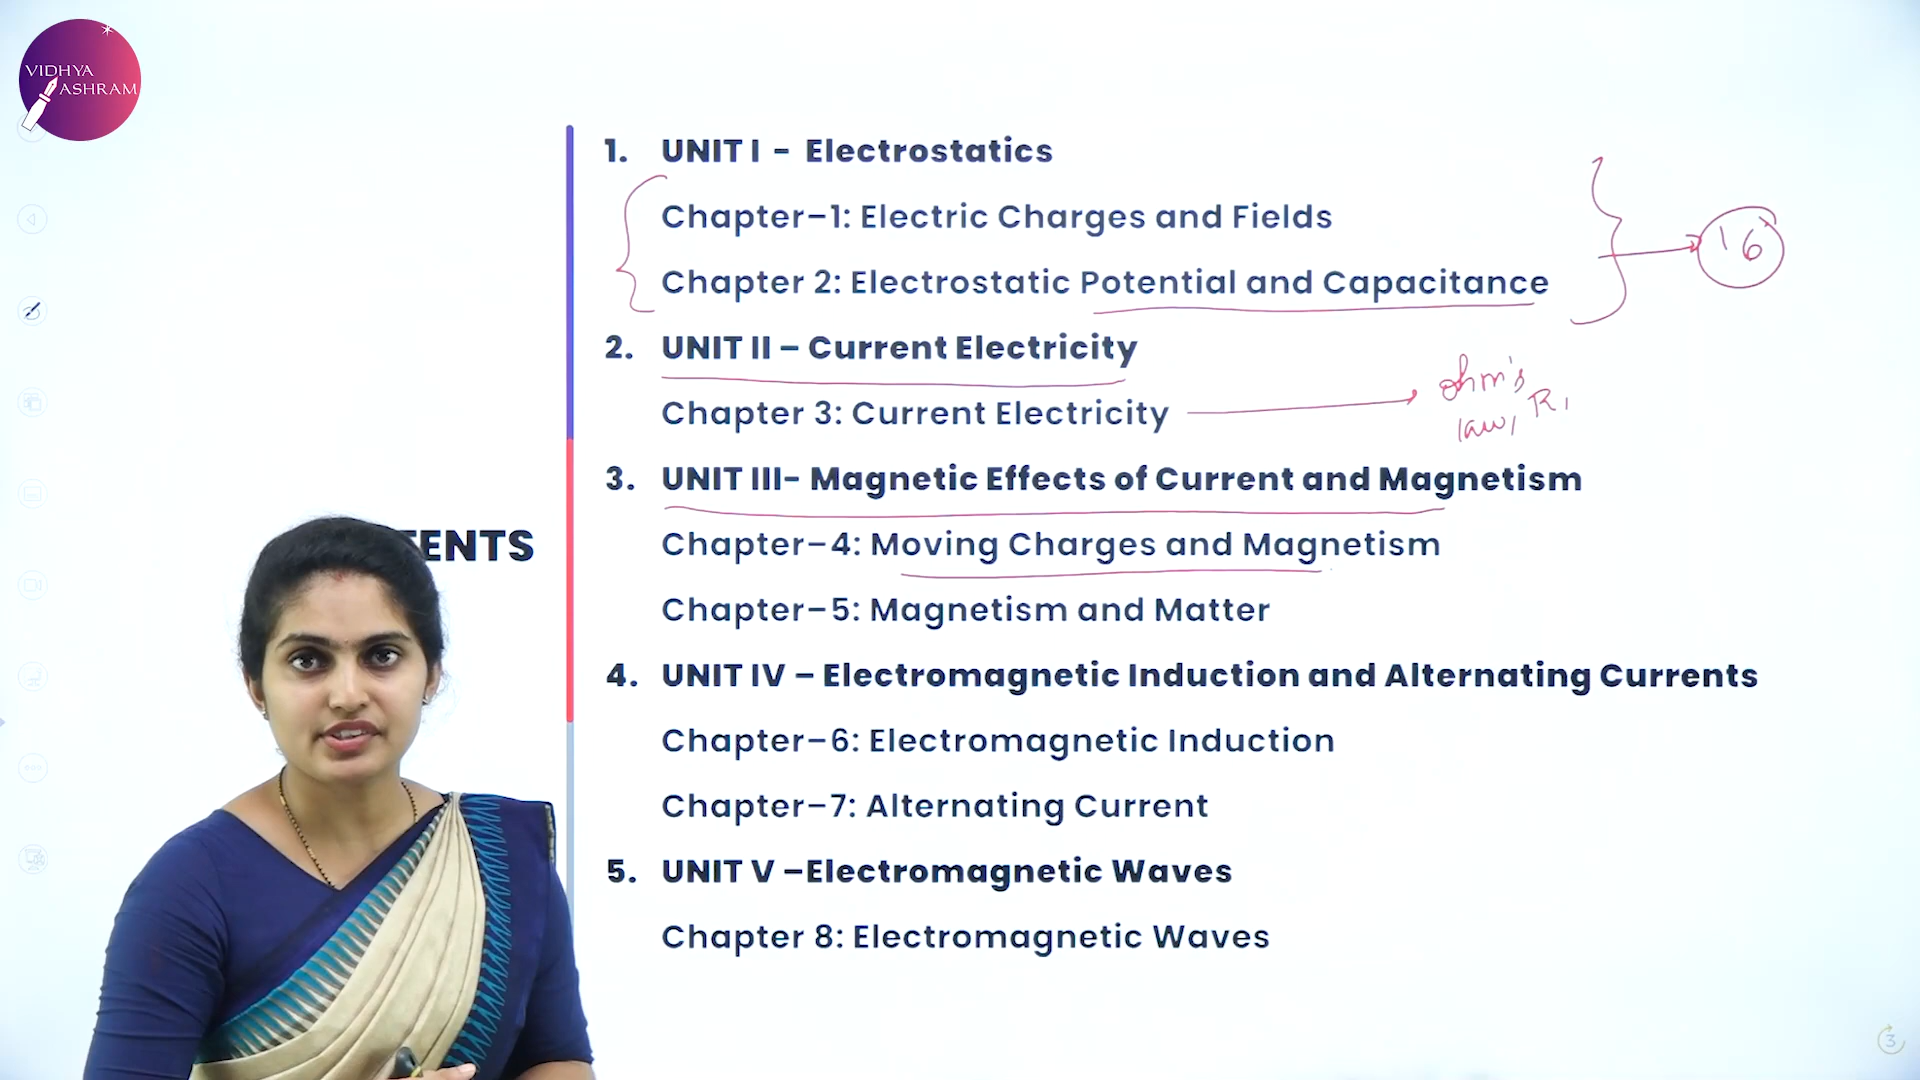 VIDHYA
ASHRAM
1. UNIT I - Electrostatics
Chapter-1: Electric Charges and Fields
Chapter 2: Electrostatic Potential and Capacitance
16
2. UNIT II – Current Electricity
Chapter 3: Current Electricity
ohm's
law, R,
3. UNIT III- Magnetic Effects of Current and Magnetism
Chapter-4: Moving Charges and Magnetism
ENTS
Chapter-5: Magnetism and Matter
4. UNIT IV – Electromagnetic Induction and Alternating Currents
Chapter-6: Electromagnetic Induction
Chapter-7: Alternating Current
5. UNIT V –Electromagnetic Waves
Chapter 8: Electromagnetic Waves
3